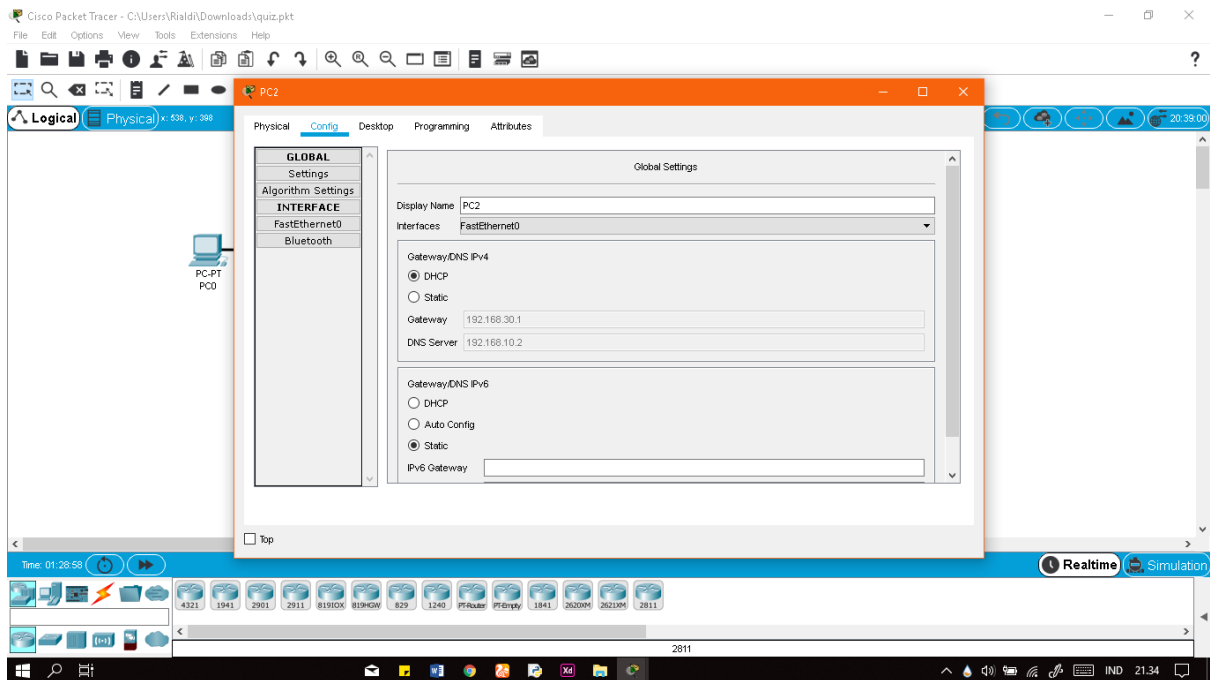 Cisco Packet Tracer - C:\Users\Rialdi\Downloads\quiz.pkt
File Edit Options View Tools Extensions Help
?
PC2
Logical Physical x: 538, y: 398
20:39:00
Physical Config Desktop Programming Attributes
GLOBAL
Settings
Algorithm Settings
INTERFACE
FastEthernet0
Bluetooth
Global Settings
Display Name PC2
Interfaces FastEthernet0
Gateway/DNS IPv4
DHCP
Static
Gateway 192.168.30.1
DNS Server 192.168.10.2
Gateway/DNS IPv6
DHCP
Auto Config
Static
IPv6 Gateway
PC-PT
PC0
Top
Time: 01:28:58
Realtime Simulation
4321 1941 2901 2911 819IOX 819HGW 829 1240 PT-Router PT-Empty 1841 2620XM 2621XM 2811
2811
IND 21.34